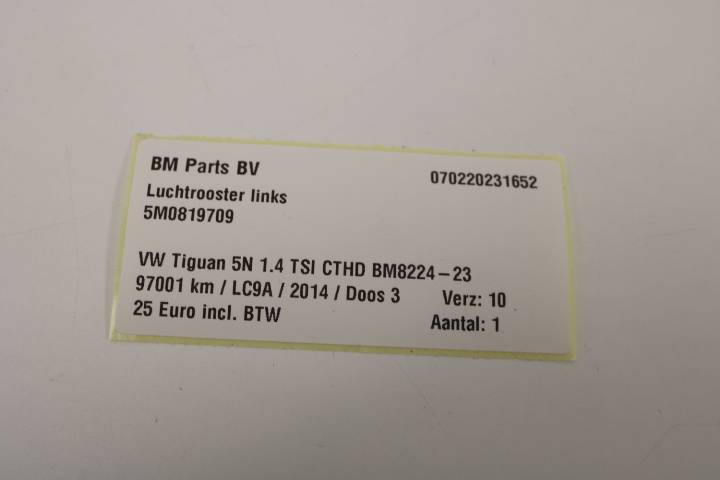 BM Parts BV 070220231652
Luchtrooster links
5M0819709
VW Tiguan 5N 1.4 TSI CTHD BM8224-23
97001 km / LC9A / 2014 / Doos 3 Verz: 10
25 Euro incl. BTW Aantal: 1